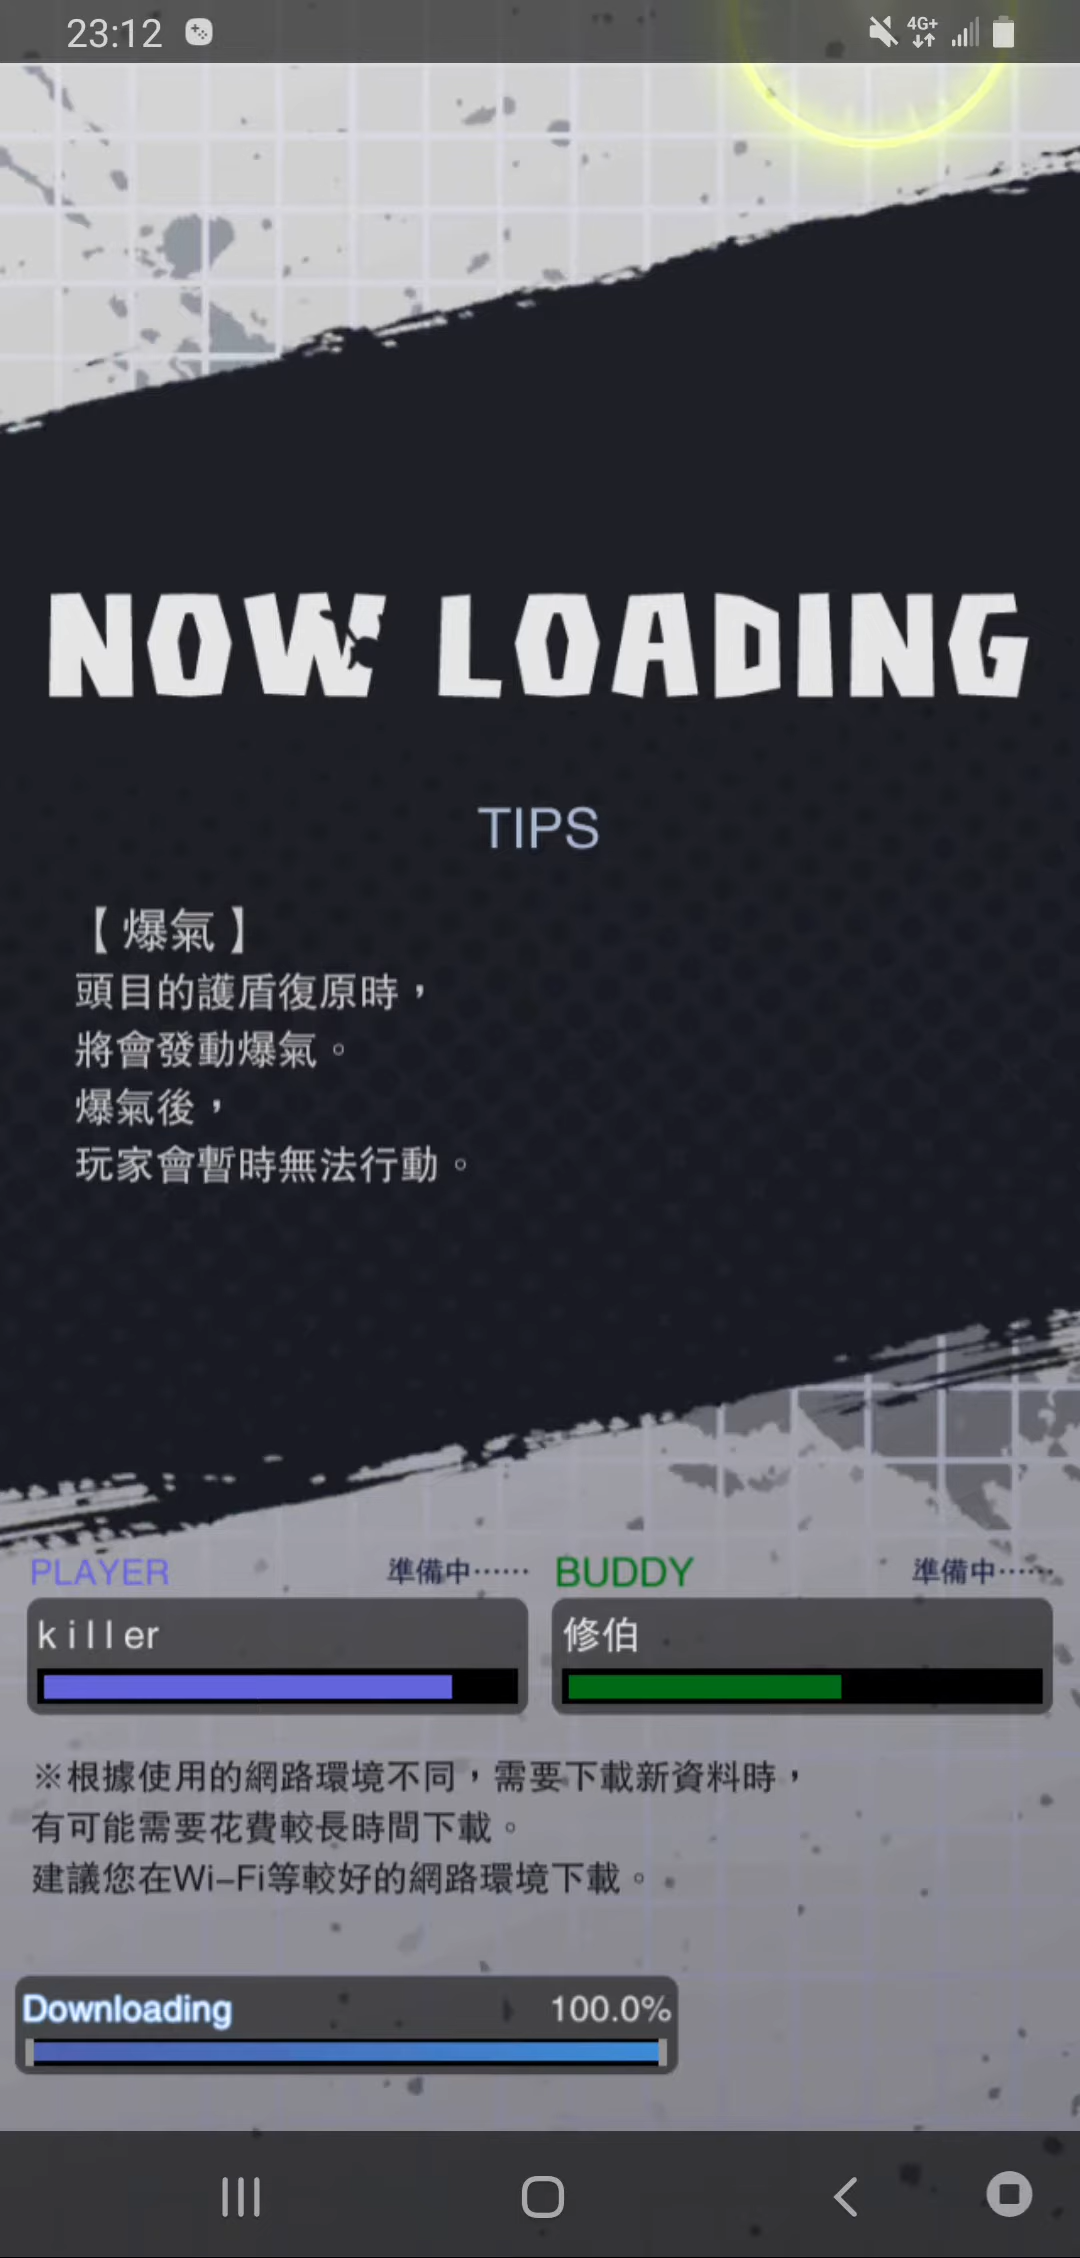 23:12
4G+
NOW LOADING
TIPS
【爆氣】
頭目的護盾復原時，
將會發動爆氣。
爆氣後，
玩家會暫時無法行動。
PLAYER 準備中…… BUDDY 準備中……
killer 修伯
※根據使用的網路環境不同，需要下載新資料時，
有可能需要花費較長時間下載。
建議您在Wi-Fi等較好的網路環境下載。
Downloading 100.0%